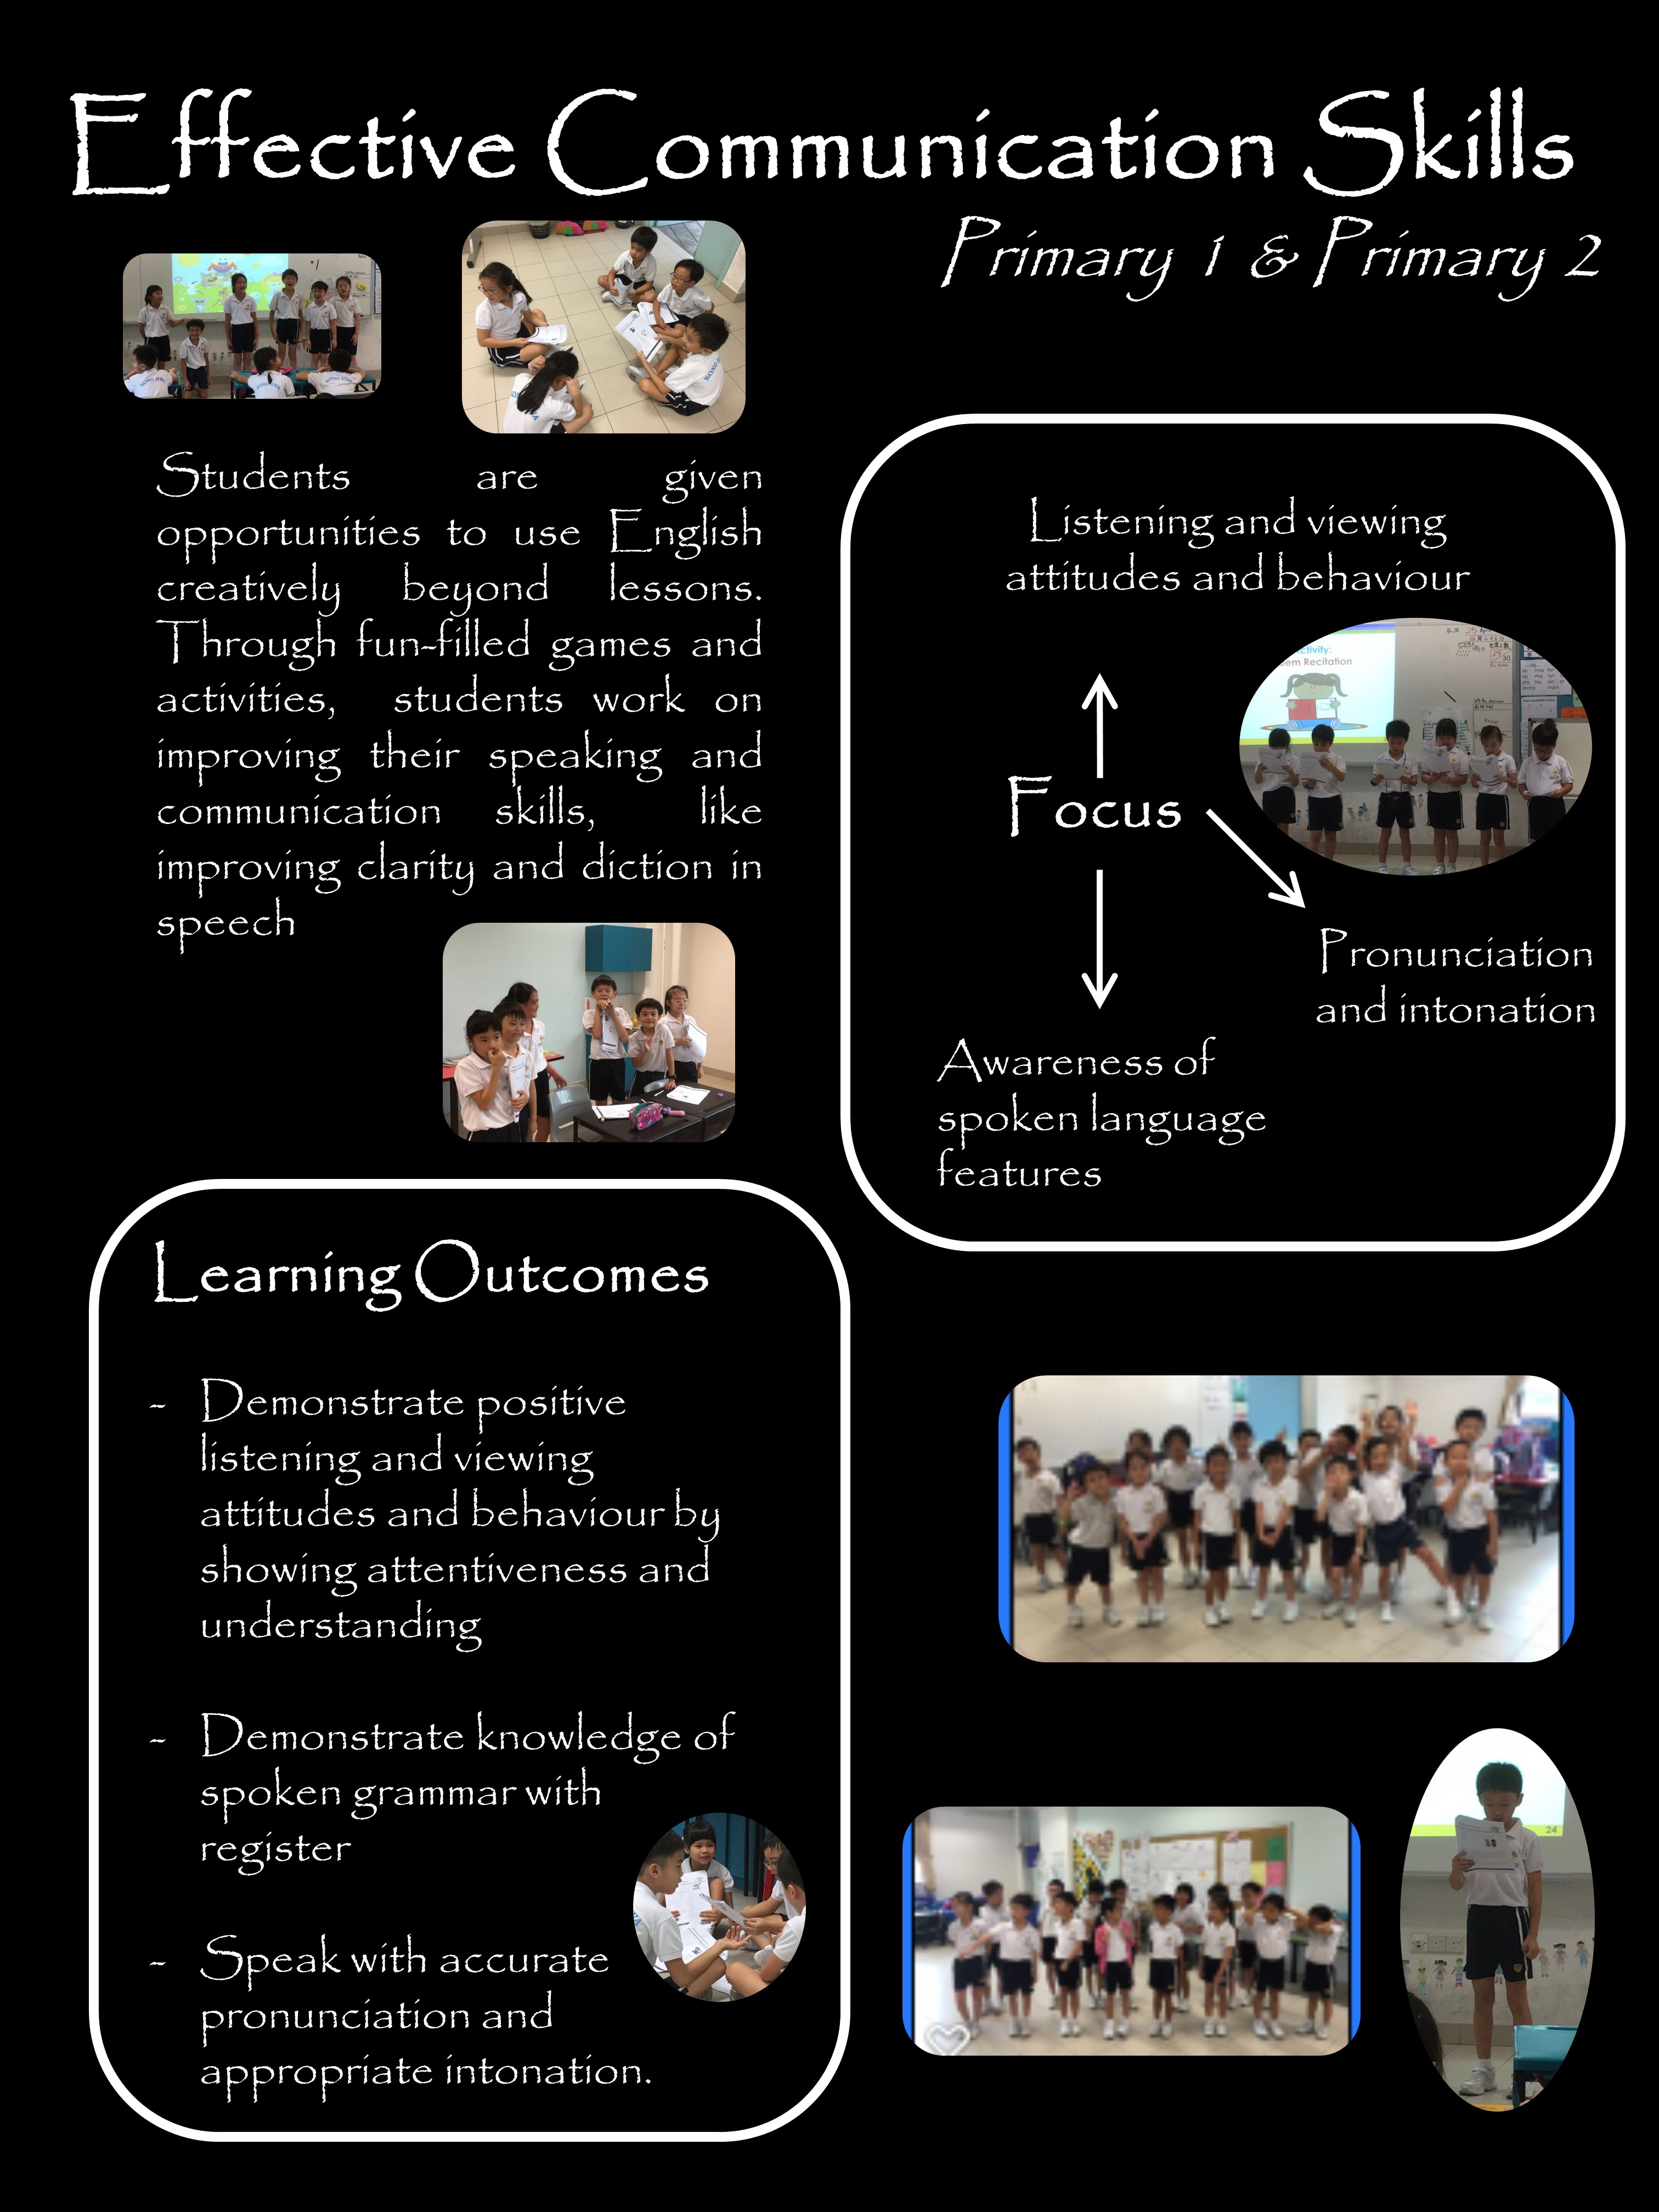 Effective Communication Skills
Primary 1 & Primary 2
Students are given
opportunities to use English
creatively beyond lessons.
Through fun-filled games and
activities, students work on
improving their speaking and
communication skills, like
improving clarity and diction in
speech
Listening and viewing
attitudes and behaviour
ctivity:
em Recitation
Focus
Pronunciation
and intonation
Awareness of
spoken language
features
Learning Outcomes
- Demonstrate positive
listening and viewing
attitudes and behaviour by
showing attentiveness and
understanding
- Demonstrate knowledge of
spoken grammar with
register
- Speak with accurate
pronunciation and
appropriate intonation.
24